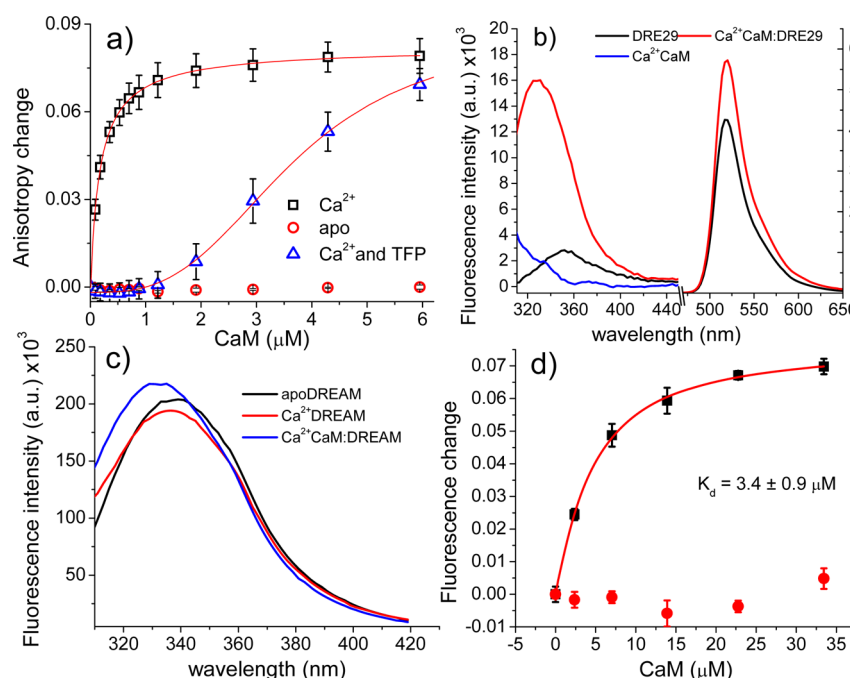 a)
Anisotropy change
0.09
0.06
0.03
0.00
Ca²⁺
apo
Ca²⁺and TFP
0 1 2 3 4 5 6
CaM (μM)
b)
Fluorescence intensity (a.u.) x10³
20
18
16
14
12
10
8
6
4
2
0
DRE29
Ca²⁺CaM
Ca²⁺CaM:DRE29
320 360 400 440 500 550 600 650
wavelength (nm)
c)
Fluorescence intensity (a.u.) x10³
250
200
150
100
50
apoDREAM
Ca²⁺DREAM
Ca²⁺CaM:DREAM
320 340 360 380 400 420
wavelength (nm)
d)
Fluorescence change
0.07
0.06
0.05
0.04
0.03
0.02
0.01
0.00
-0.01
K_d = 3.4 ± 0.9 μM
-5 0 5 10 15 20 25 30 35
CaM (μM)